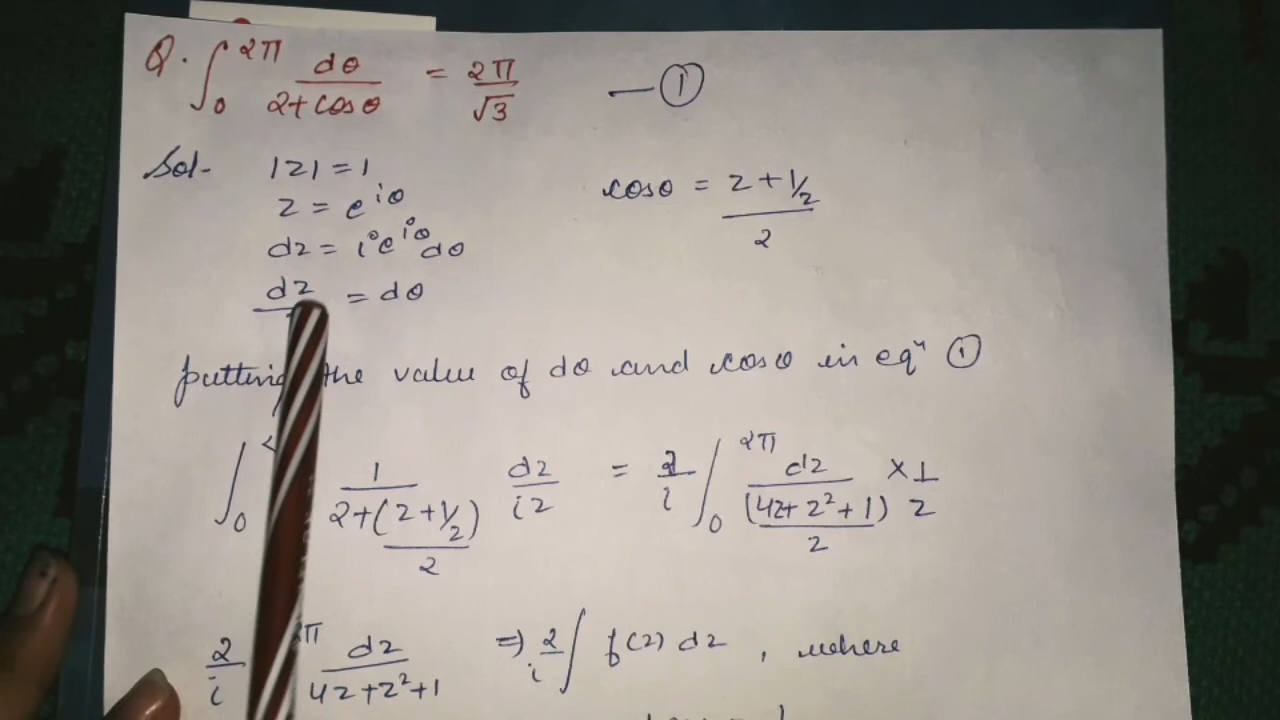 Q. ∫₀^2π dθ / 2+cosθ = 2π / √3 — ①
Sol- |z| = 1
z = e^iθ
cosθ = z + 1/z / 2
dz = i e^iθ dθ
dz = dθ
putting the value of dθ and cosθ in eqn ①
∫₀ 1 / 2+(z+1/z)/2 dz / iz = 2/i ∫₀^2π dz / (4z+z²+1)/z × 1/z
2/i 2π dz / 4z+z²+1 ⇒ 2/i ∫ f(z) dz , where